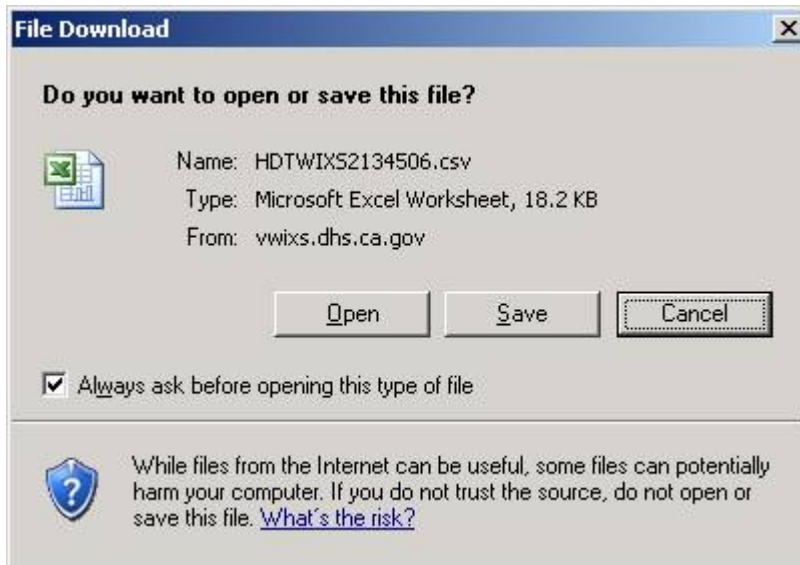 File Download
Do you want to open or save this file?
Name: HDTWIXS2134506.csv
Type: Microsoft Excel Worksheet, 18.2 KB
From: vwixs.dhs.ca.gov
Open Save Cancel
Always ask before opening this type of file
While files from the Internet can be useful, some files can potentially
harm your computer. If you do not trust the source, do not open or
save this file. What's the risk?